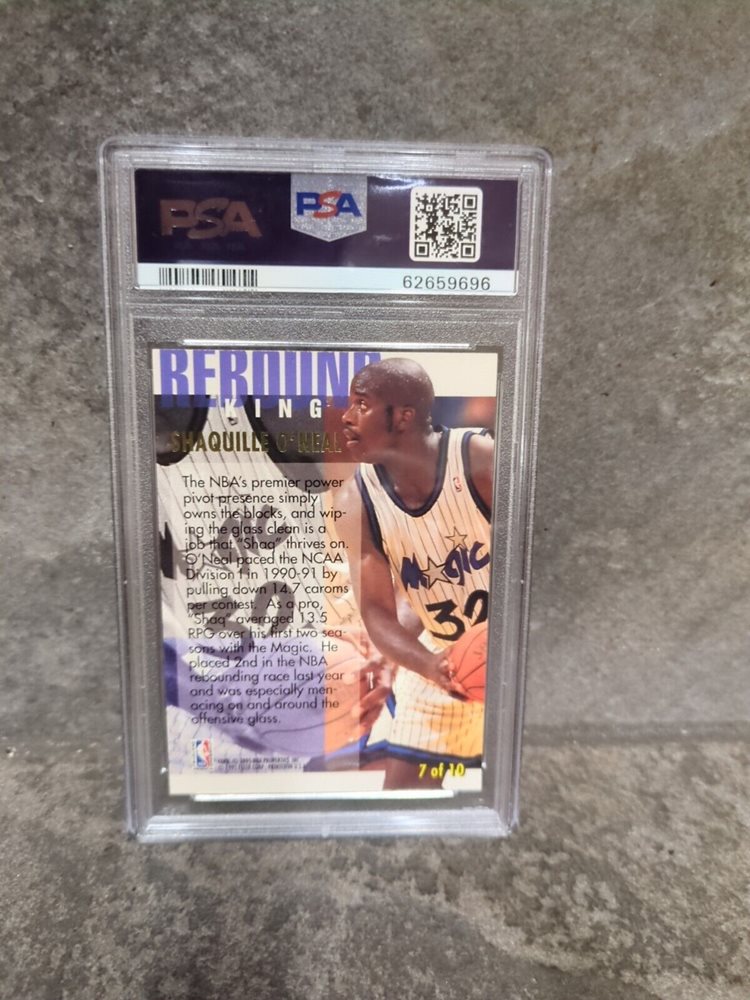 PSA
PSA
62659696
REBOUND
KING
SHAQUILLE O'NEAL
The NBA's premier power
pivot presence simply
owns the blocks, and wip-
ing the glass clean is a
job that "Shaq" thrives on.
O'Neal paced the NCAA
Division I in 1990-91 by
pulling down 14.7 caroms
per contest. As a pro,
"Shaq" averaged 13.5
RPG over his first two sea-
sons with the Magic. He
placed 2nd in the NBA
rebounding race last year
and was especially men-
acing on and around the
offensive glass.
MAGIC
32
7 of 10